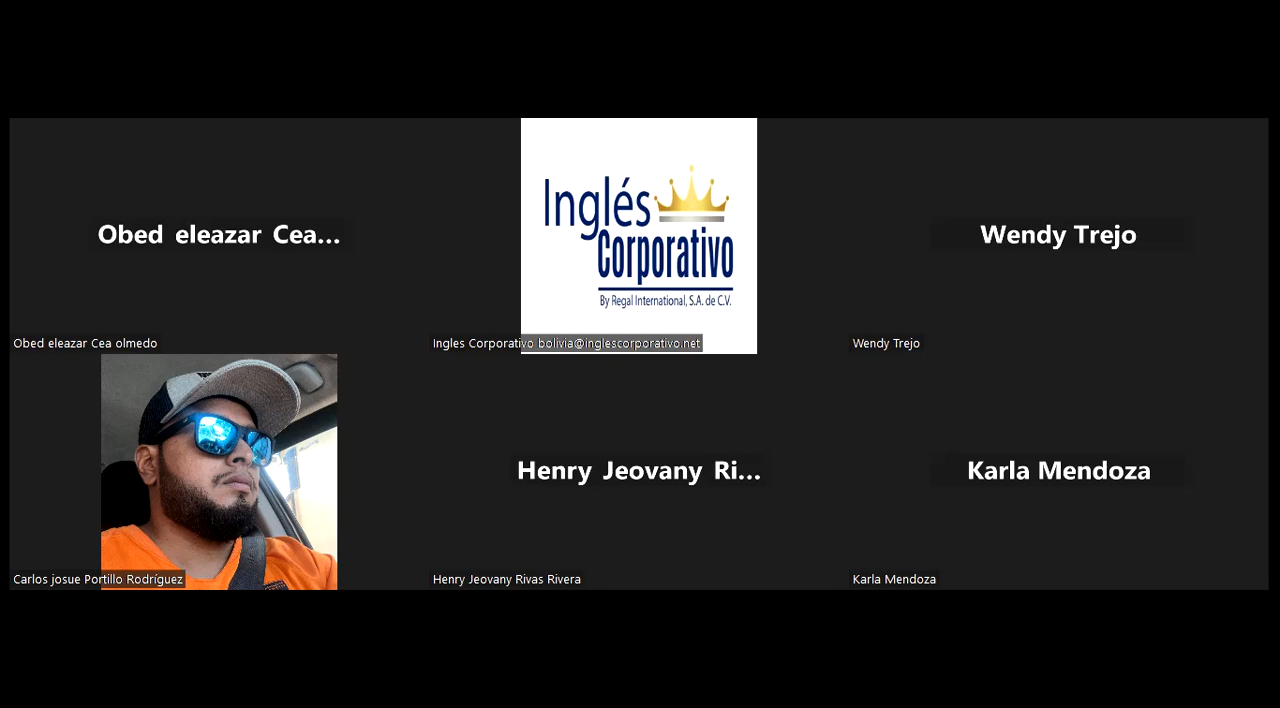 Obed eleazar Cea...
Inglés
Corporativo
By Regal International, S.A. de C.V.
Wendy Trejo
Obed eleazar Cea olmedo
Ingles Corporativo bolivia@inglescorporativo.net
Wendy Trejo
Henry Jeovany Ri...
Karla Mendoza
Carlos josue Portillo Rodríguez
Henry Jeovany Rivas Rivera
Karla Mendoza